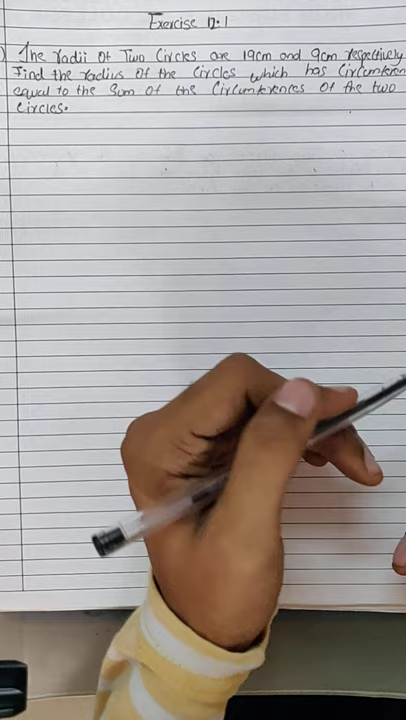 Exercise 12.1
) The radii of Two Circles are 19cm and 9cm respectively
Find the radius of the Circles which has Circumferen
equal to the Sum of the Circumferences of the two
Circles.